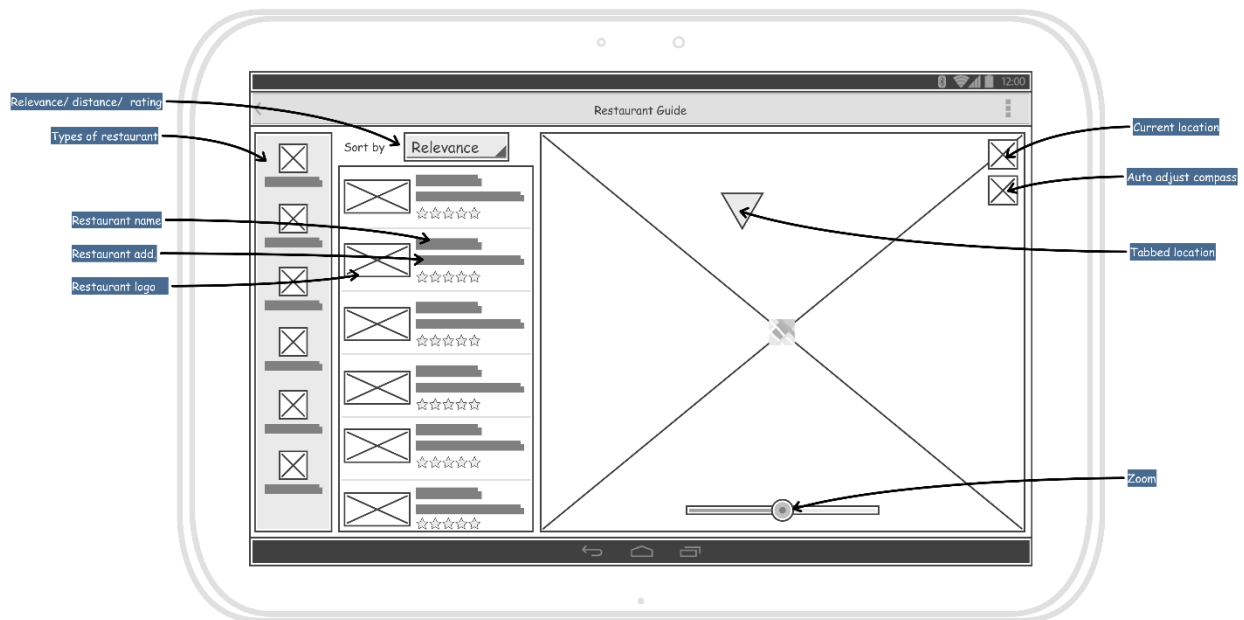 12:00
Restaurant Guide
Relevance/ distance/ rating
Types of restaurant
Sort by
Relevance
Restaurant name
Restaurant add.
Restaurant logo
Current location
Auto adjust compass
Tabbed location
Zoom